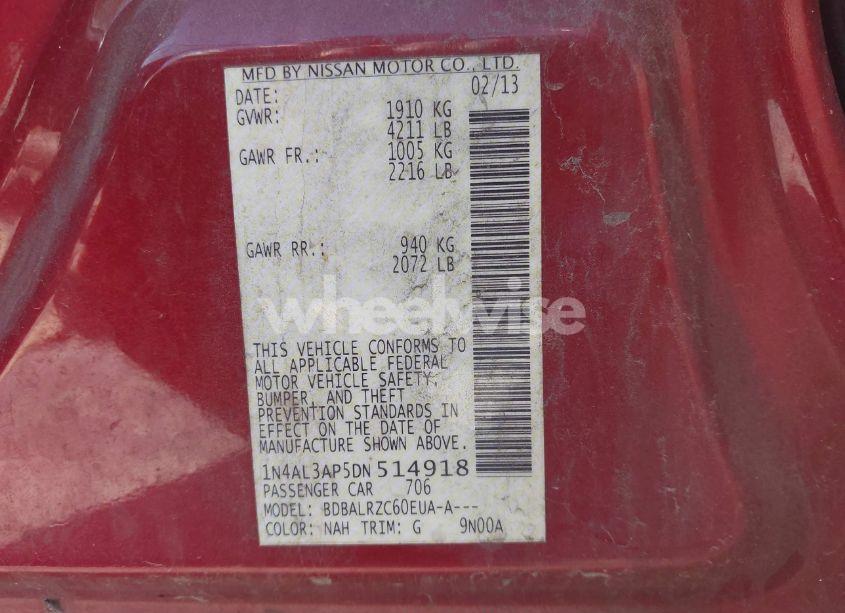 MFD BY NISSAN MOTOR CO., LTD.
DATE: 02/13
GVWR: 1910 KG
4211 LB
GAWR FR.: 1005 KG
2216 LB
GAWR RR.: 940 KG
2072 LB
wheelwise
THIS VEHICLE CONFORMS TO
ALL APPLICABLE FEDERAL
MOTOR VEHICLE SAFETY,
BUMPER, AND THEFT
PREVENTION STANDARDS IN
EFFECT ON THE DATE OF
MANUFACTURE SHOWN ABOVE.
1N4AL3AP5DN514918
PASSENGER CAR 706
MODEL: BDBALRZC60EUA-A---
COLOR: NAH TRIM: G 9N00A